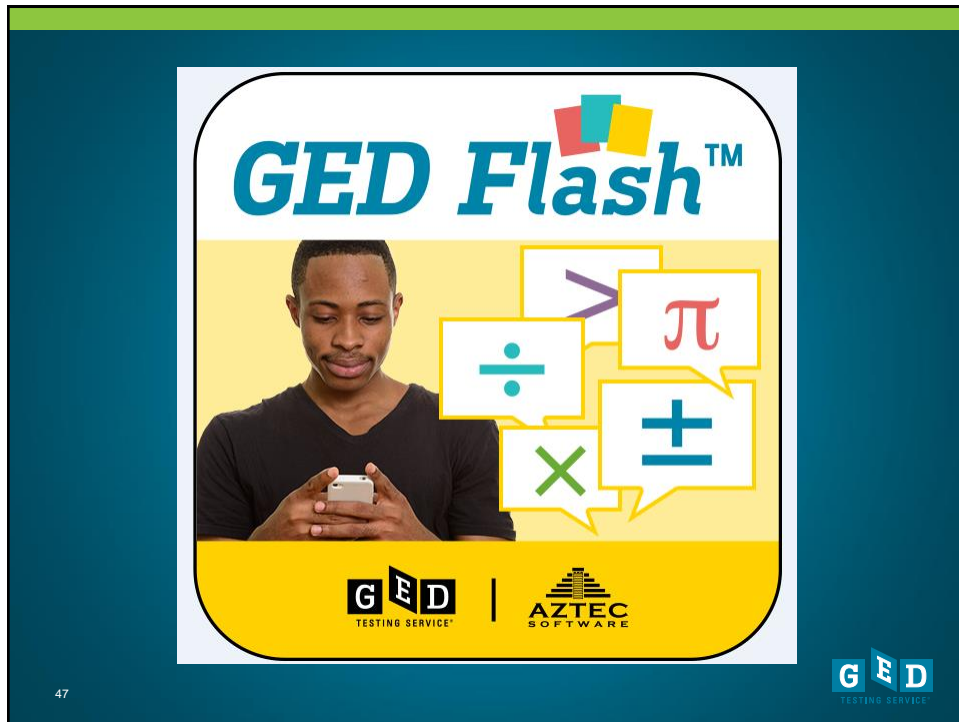 GED Flash™
>
π
÷
±
×
GED
TESTING SERVICE®
AZTEC
SOFTWARE
47
GED
TESTING SERVICE®